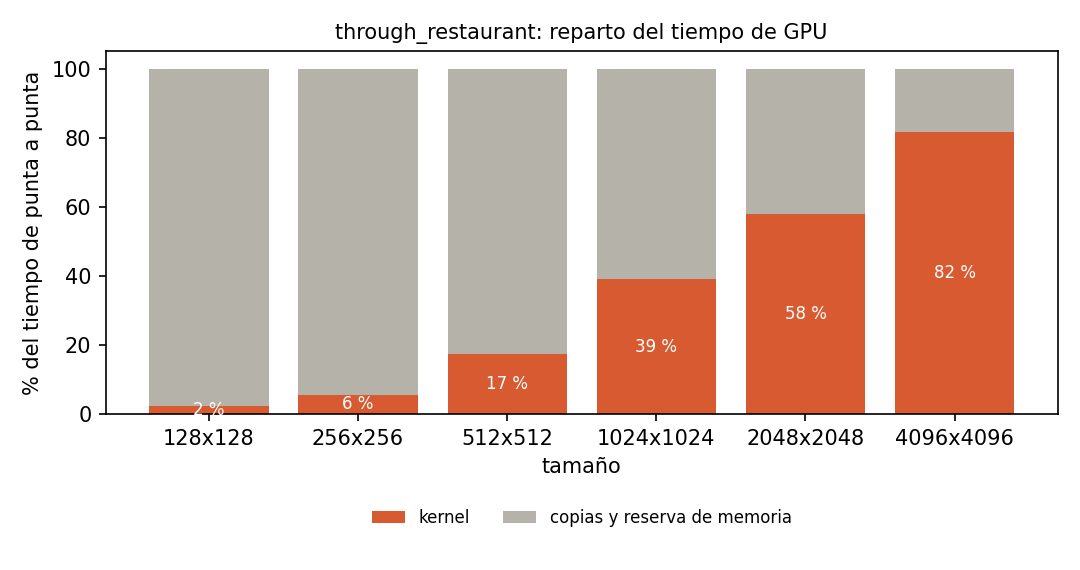 through_restaurant: reparto del tiempo de GPU
% del tiempo de punta a punta
100
80
60
40
20
0
2 %
6 %
17 %
39 %
58 %
82 %
128x128
256x256
512x512
1024x1024
2048x2048
4096x4096
tamaño
kernel
copias y reserva de memoria